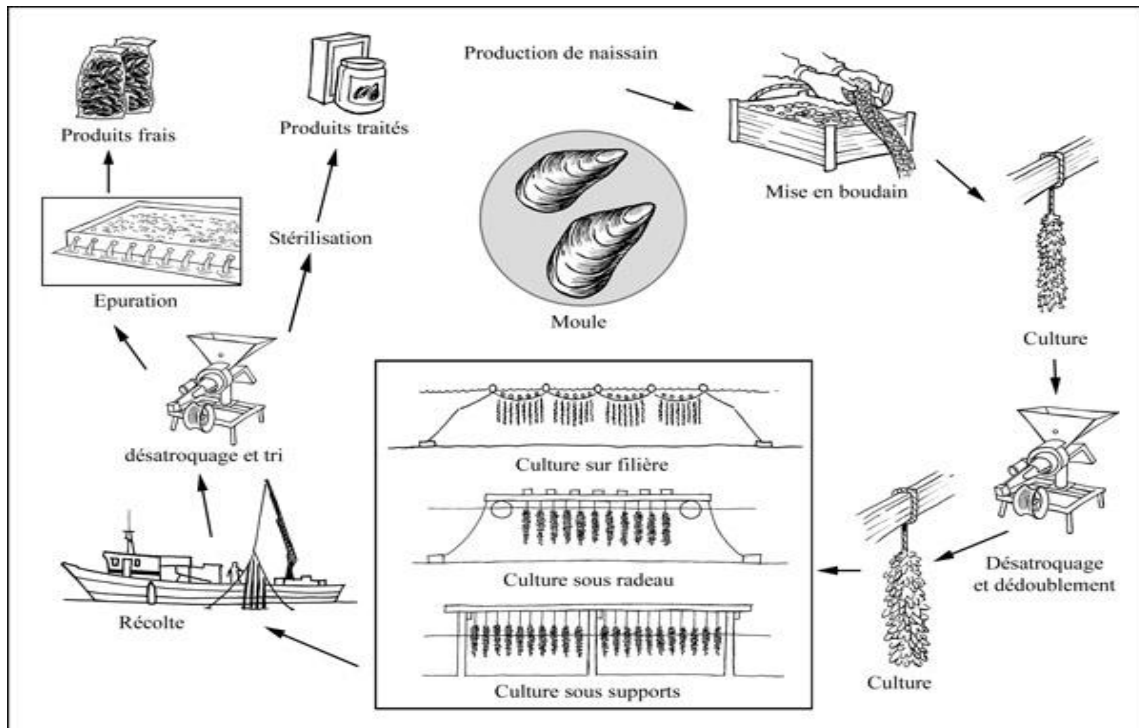 Production de naissain
Mise en boudain
Culture
Désatroquage
et dédoublement
Culture
Culture sur filière
Culture sous radeau
Culture sous supports
Récolte
désatroquage et tri
Epuration
Produits frais
Stérilisation
Produits traités
Moule